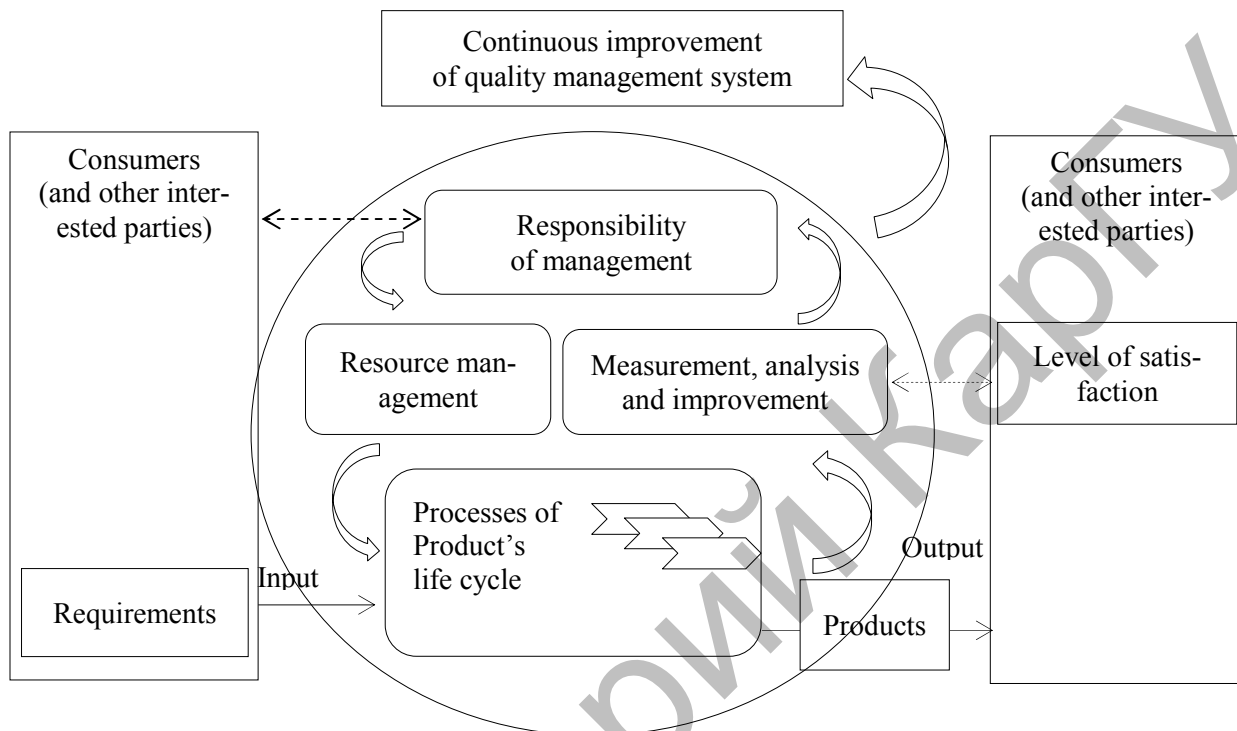 Continuous improvement
of quality management system
Consumers
(and other inter-
ested parties)
Consumers
(and other inter-
ested parties)
Responsibility
of management
Resource man-
agement
Measurement, analysis
and improvement
Level of satis-
faction
Processes of
Product’s
life cycle
Input
Output
Requirements
Products
рий КарГУ